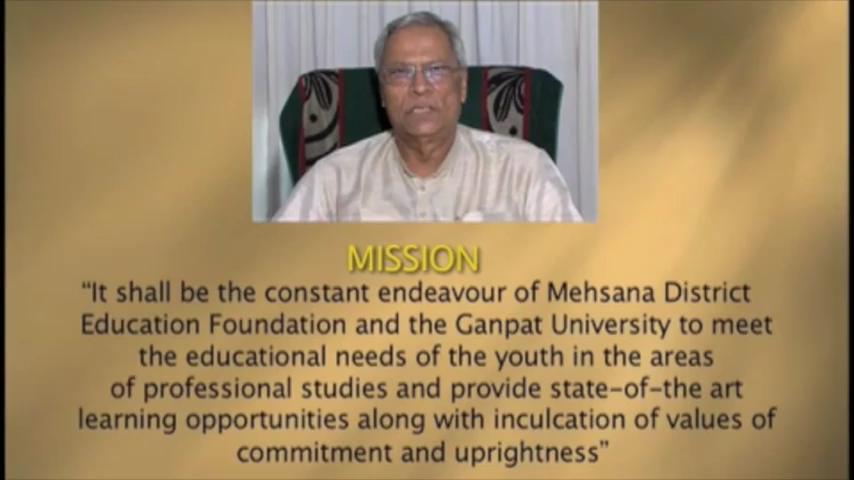 MISSION
“It shall be the constant endeavour of Mehsana District
Education Foundation and the Ganpat University to meet
the educational needs of the youth in the areas
of professional studies and provide state-of-the art
learning opportunities along with inculcation of values of
commitment and uprightness”